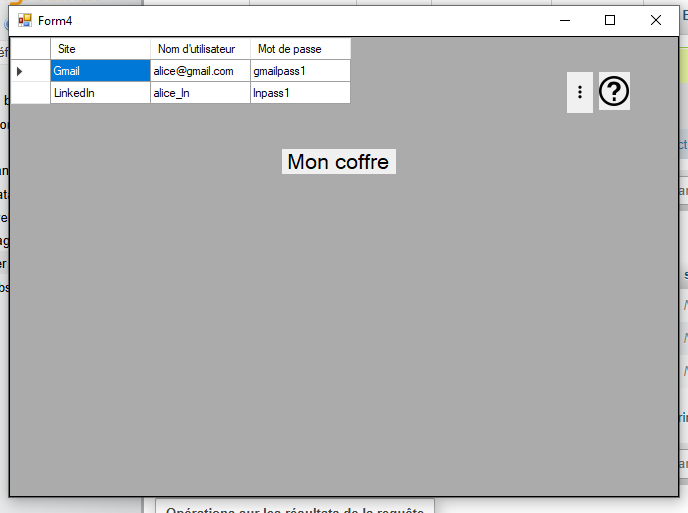 Form4
Site Nom d'utilisateur Mot de passe
Gmail alice@gmail.com gmailpass1
LinkedIn alice_ln lnpass1
Mon coffre
Opérations sur les résultats de la requête